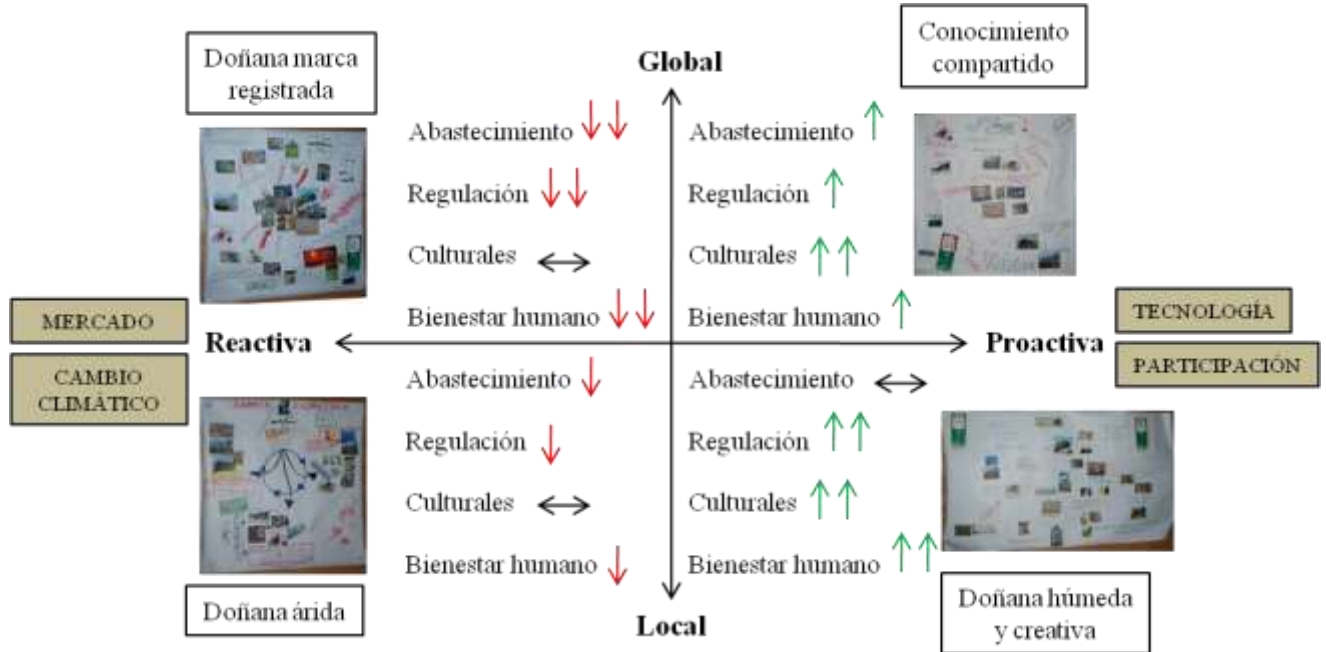 Doñana marca
registrada
Global
Conocimiento
compartido
Abastecimiento
Abastecimiento
Regulación
Regulación
Culturales
Culturales
Bienestar humano
Bienestar humano
MERCADO
CAMBIO
CLIMÁTICO
Reactiva
Proactiva
TECNOLOGÍA
PARTICIPACIÓN
Abastecimiento
Abastecimiento
Regulación
Regulación
Culturales
Culturales
Bienestar humano
Bienestar humano
Doñana árida
Local
Doñana húmeda
y creativa